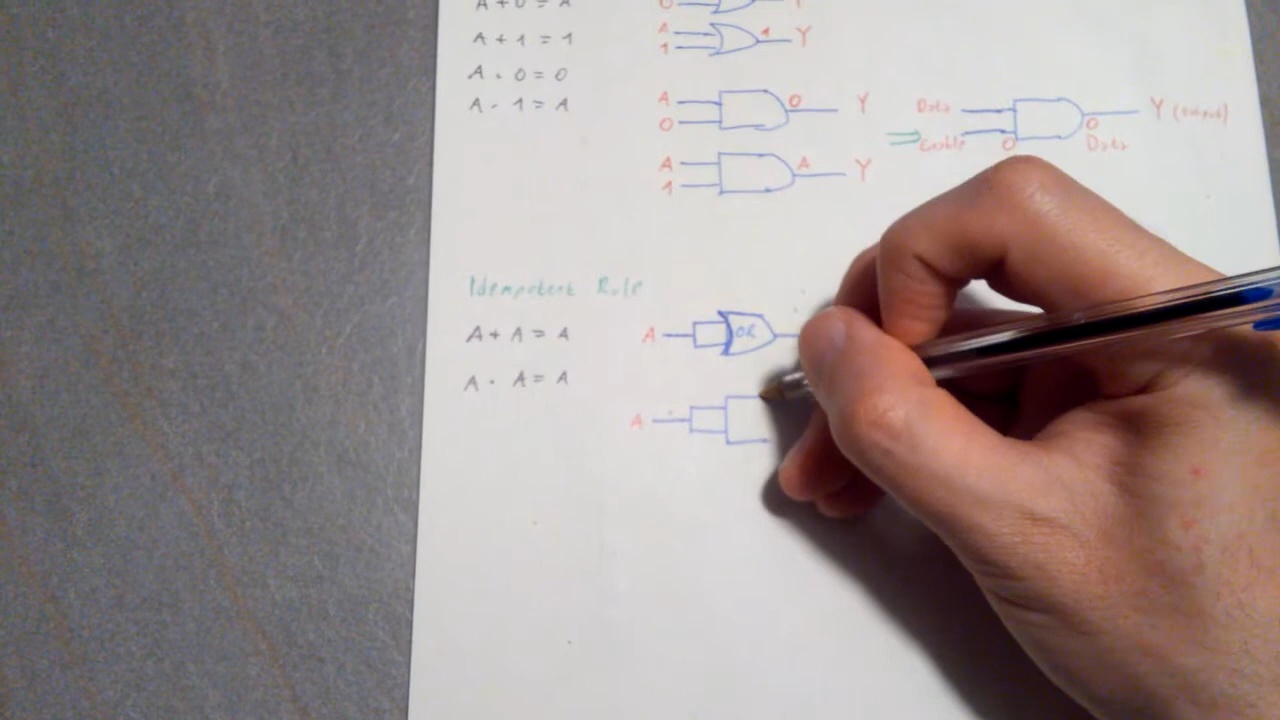 A + 0 = A
0 Y
A + 1 = 1
A 1 1 Y
A . 0 = 0
A . 1 = A
A 0 0 Y
Data Enable 0 0 Data Y (output)
A 1 A Y
Idempotent Rule
A + A = A
A OR
A . A = A
A